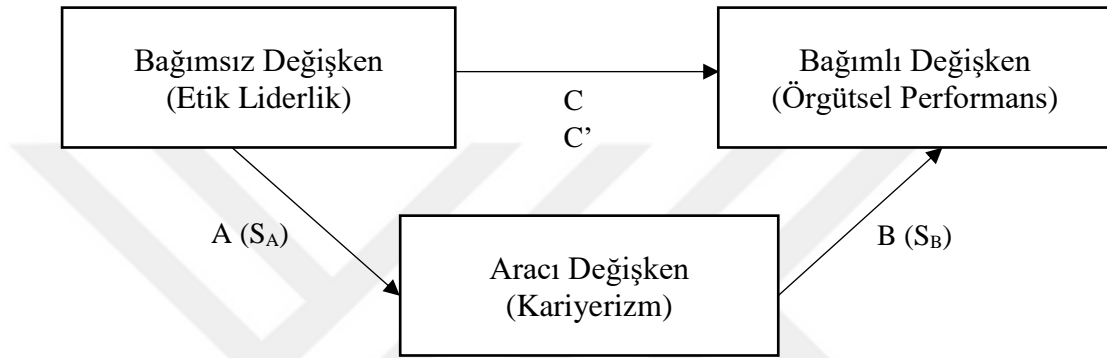 Bağımsız Değişken
(Etik Liderlik)
Bağımlı Değişken
(Örgütsel Performans)
C
C’
A (SA)
B (SB)
Aracı Değişken
(Kariyerizm)